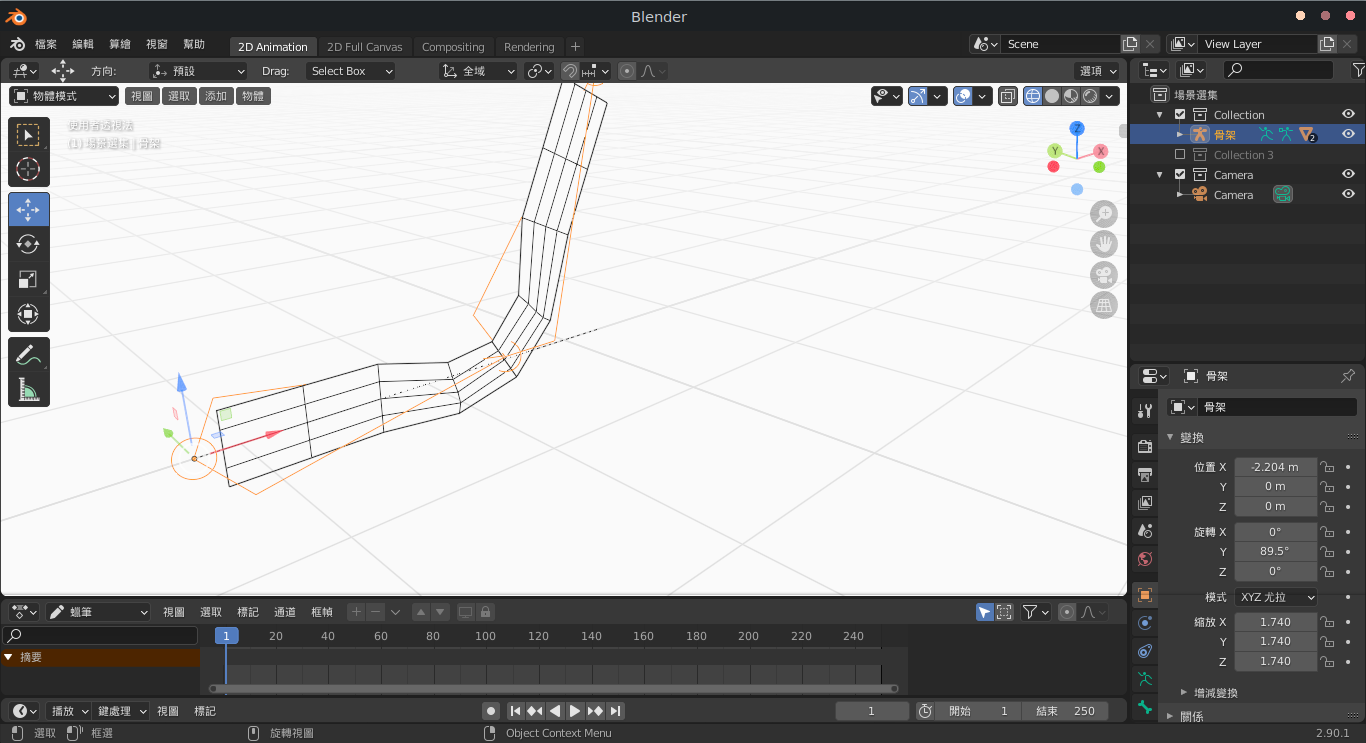 Blender
檔案 編輯 算繪 視窗 幫助 2D Animation 2D Full Canvas Compositing Rendering + Scene View Layer
方向: 預設 Drag: Select Box 全域 選項
物體模式 視圖 選取 添加 物體
使用者透視法
(1) 場景選集 | 骨架
Z
Y X
場景選集
Collection
骨架 2
Collection 3
Camera
Camera
骨架
骨架
變換
位置 X -2.204 m
Y 0 m
Z 0 m
旋轉 X 0°
Y 89.5°
Z 0°
模式 XYZ 尤拉
縮放 X 1.740
Y 1.740
Z 1.740
增減變換
關係
蠟筆 視圖 選取 標記 通道 框幀
1 20 40 60 80 100 120 140 160 180 200 220 240
摘要
播放 鍵處理 視圖 標記 1 開始 1 結束 250
選取 框選 旋轉視圖 Object Context Menu 2.90.1